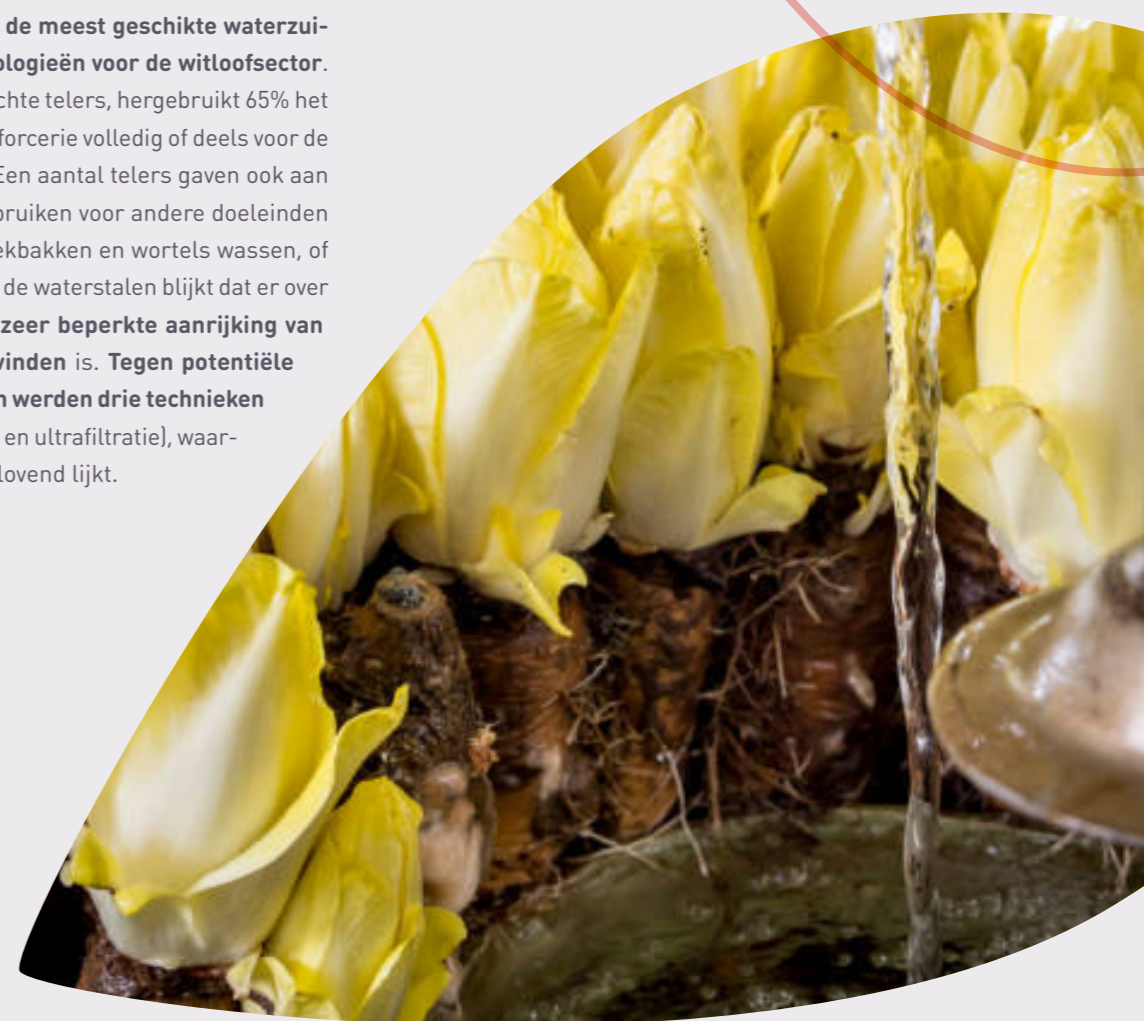 de meest geschikte waterzui-
ologieën voor de witloofsector.
chte telers, hergebruikt 65% het
forcerie volledig of deels voor de
Een aantal telers gaven ook aan
bruiken voor andere doeleinden
ekbakken en wortels wassen, of
de waterstalen blijkt dat er over
zeer beperkte aanrijking van
vinden is. Tegen potentiële
n werden drie technieken
en ultrafiltratie), waar-
lovend lijkt.